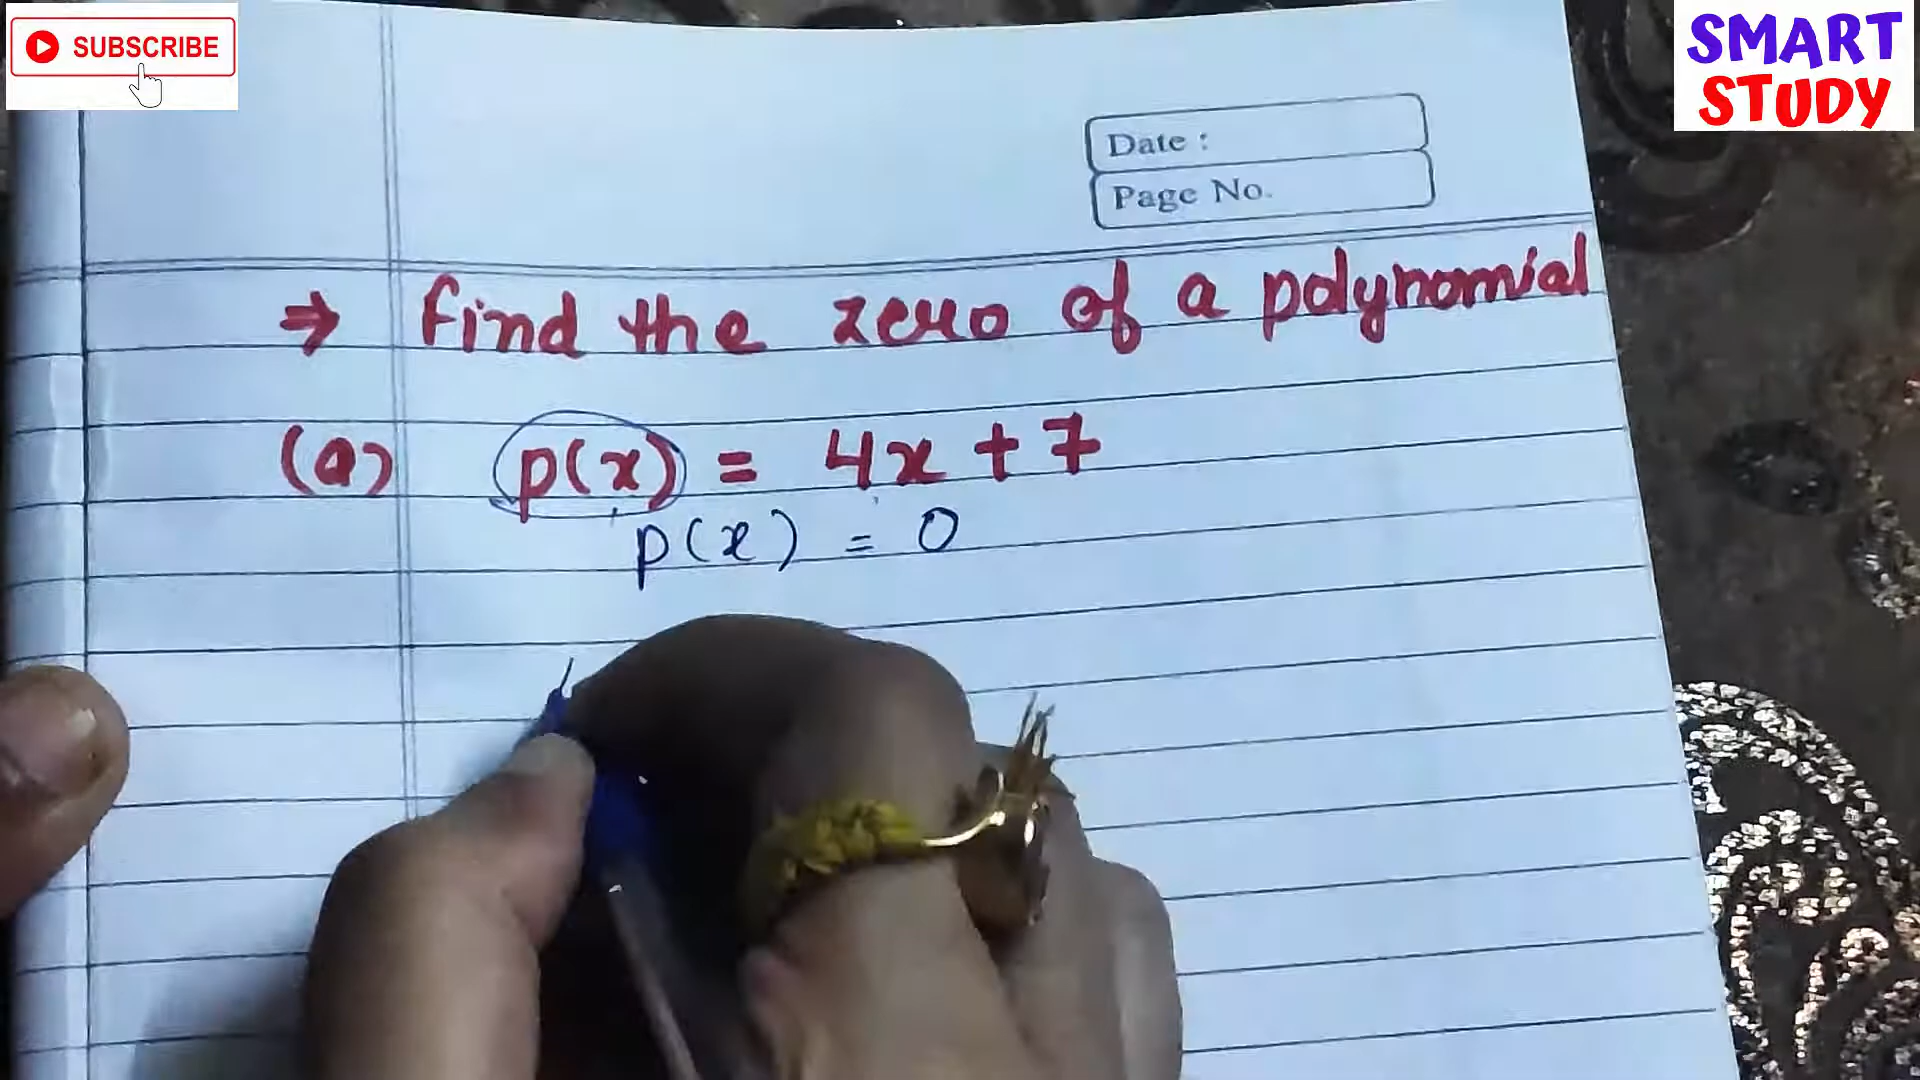 SUBSCRIBE
SMART
STUDY
Date :
Page No.
⇒ find the zero of a polynomial
(a) p(x) = 4x + 7
p(x) = 0